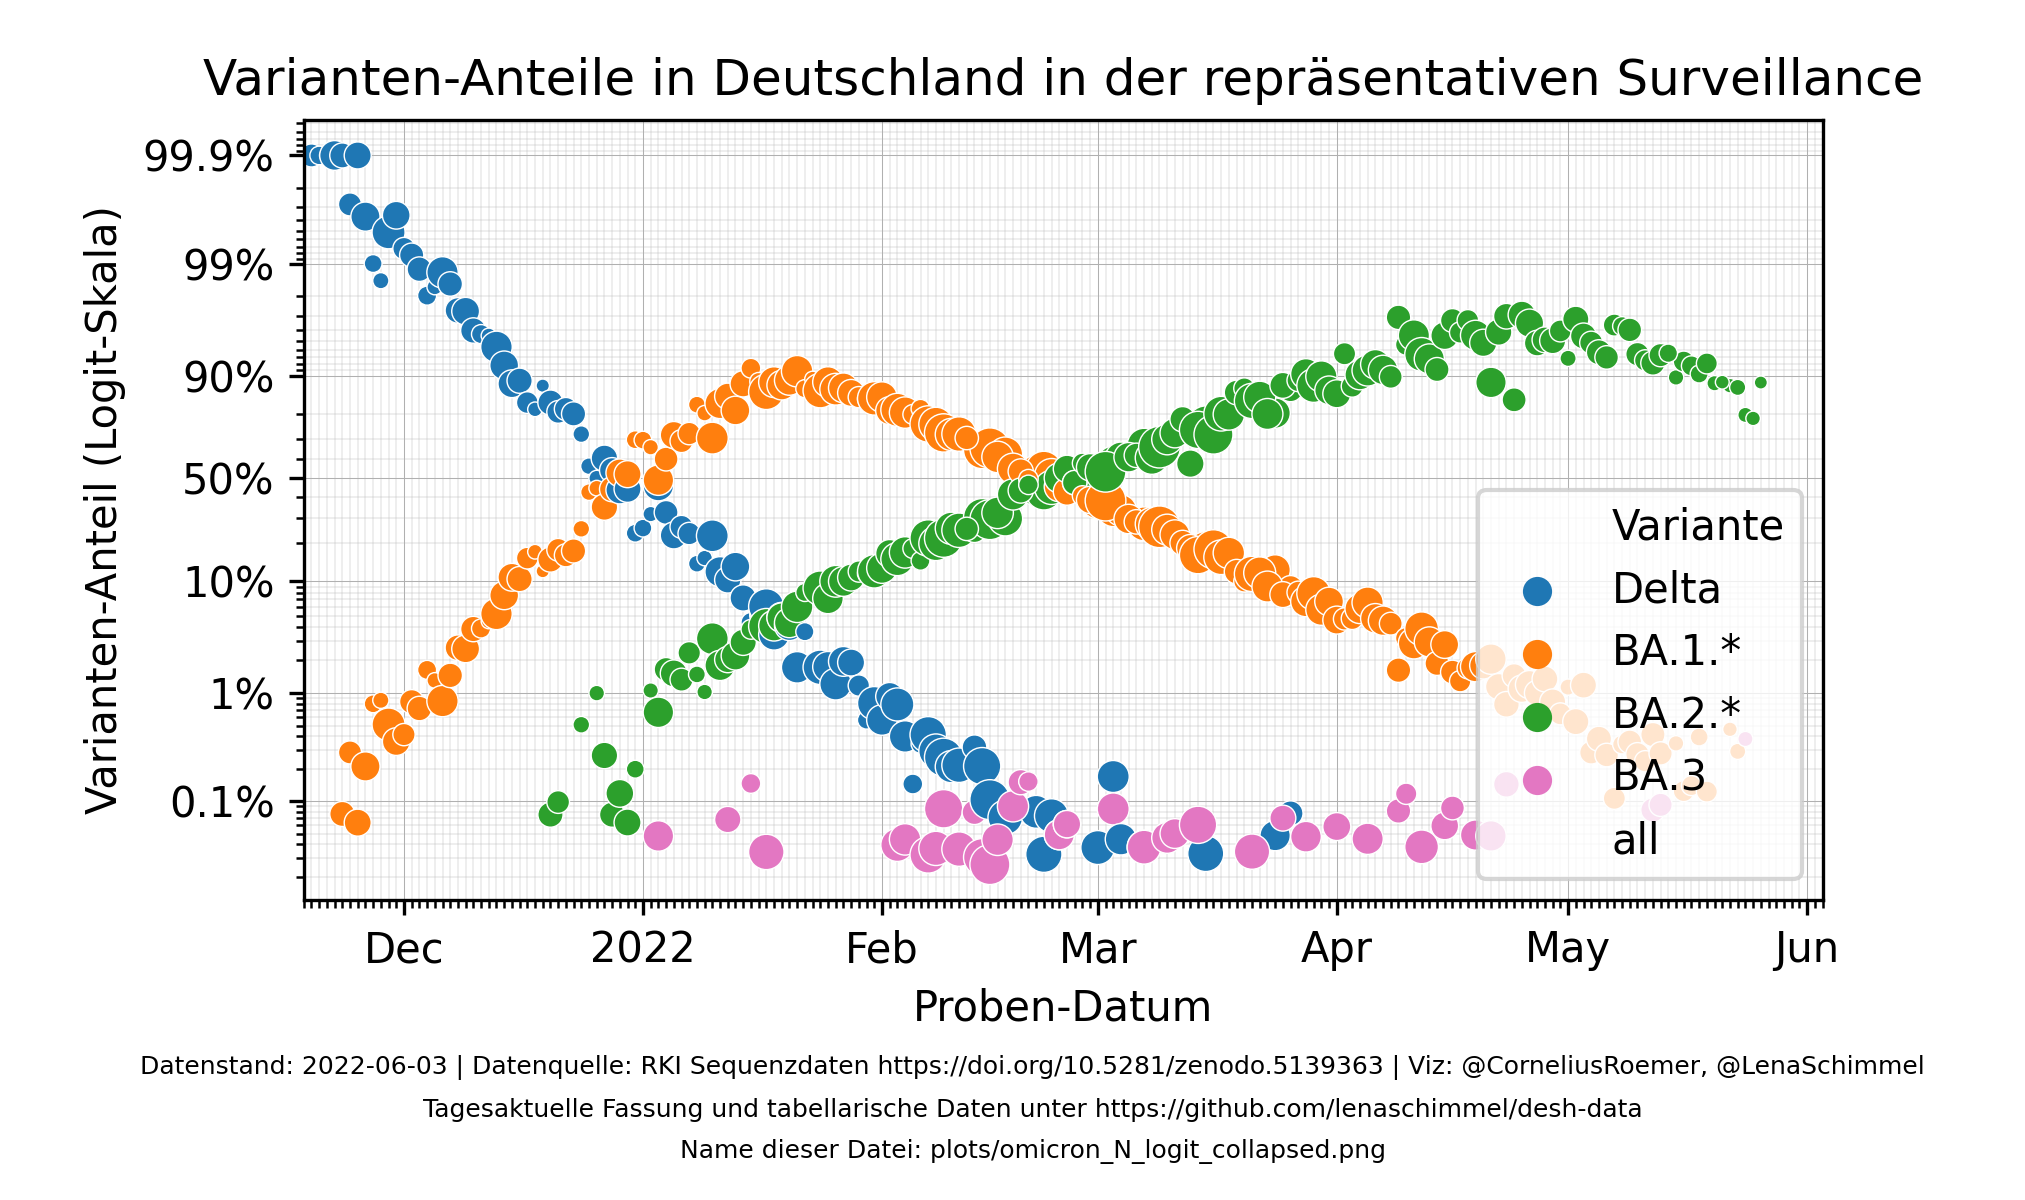 Varianten-Anteile in Deutschland in der repräsentativen Surveillance
Varianten-Anteil (Logit-Skala)
99.9%
99%
90%
50%
10%
1%
0.1%
Variante
Delta
BA.1.*
BA.2.*
BA.3
all
Dec 2022 Feb Mar Apr May Jun
Proben-Datum
Datenstand: 2022-06-03 | Datenquelle: RKI Sequenzdaten https://doi.org/10.5281/zenodo.5139363 | Viz: @CorneliusRoemer, @LenaSchimmel
Tagesaktuelle Fassung und tabellarische Daten unter https://github.com/lenaschimmel/desh-data
Name dieser Datei: plots/omicron_N_logit_collapsed.png